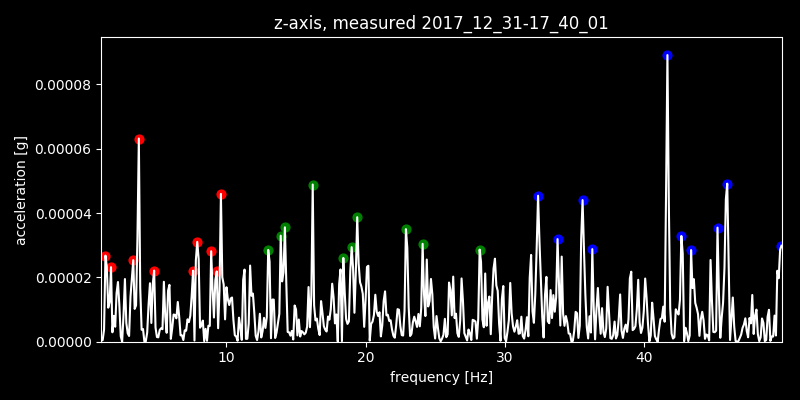 z-axis, measured 2017_12_31-17_40_01
acceleration [g]
0.00008
0.00006
0.00004
0.00002
0.00000
10 20 30 40
frequency [Hz]